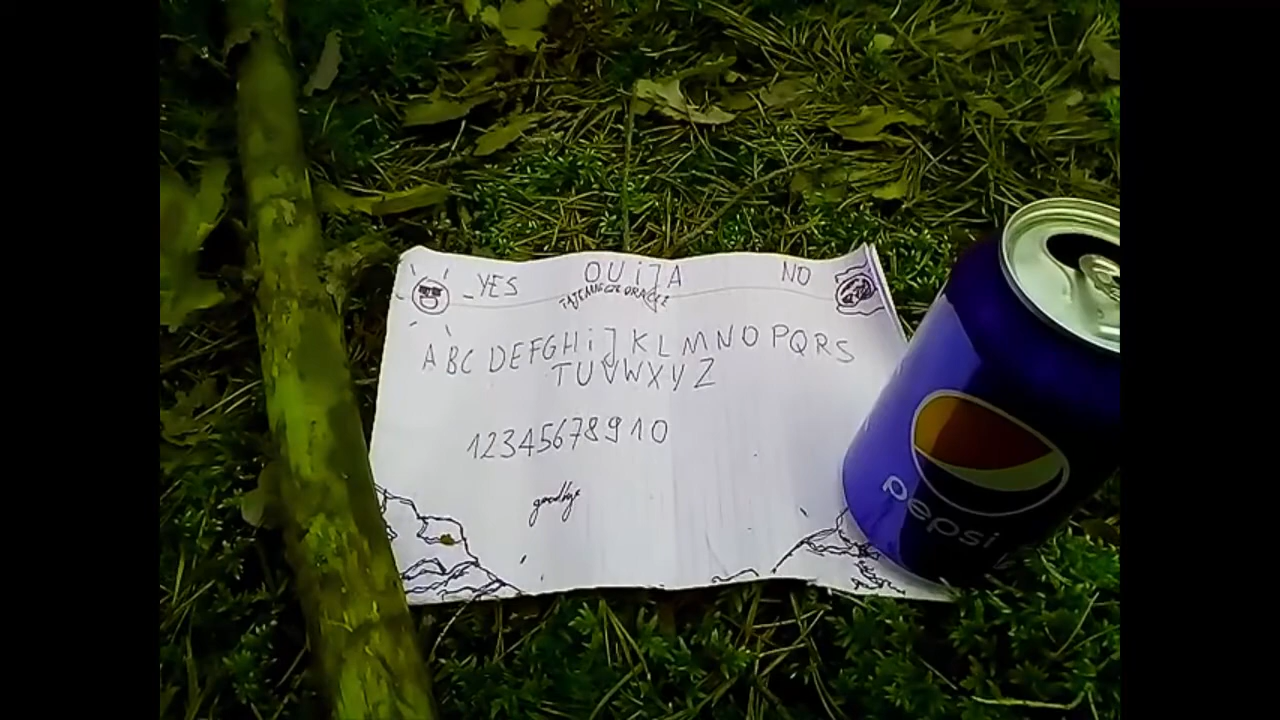 YES OUiJA NO
ABCDEFGHiJKLMNOPQRS
TUVWXYZ
12345678910
goodbye
pepsi